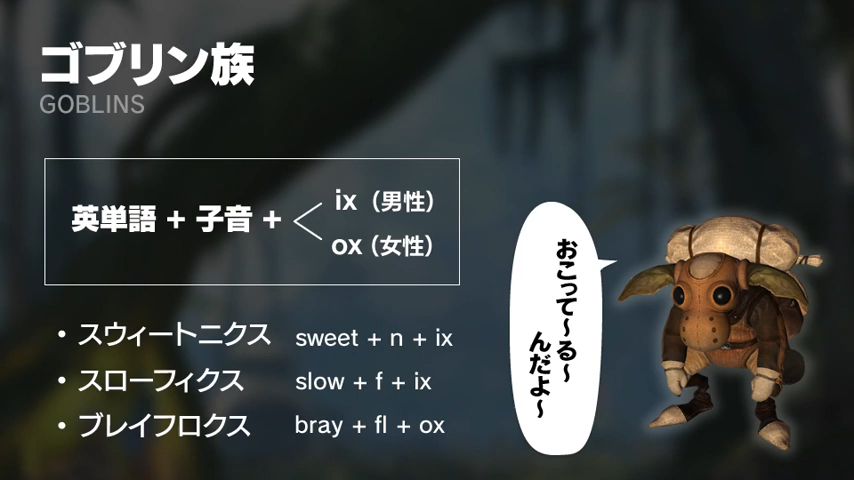 ゴブリン族
GOBLINS
英単語 + 子音 +
ix（男性）
ox（女性）
・スウィートニクス sweet + n + ix
・スローフィクス slow + f + ix
・ブレイフロクス bray + fl + ox
おこって〜る〜
んだよ〜